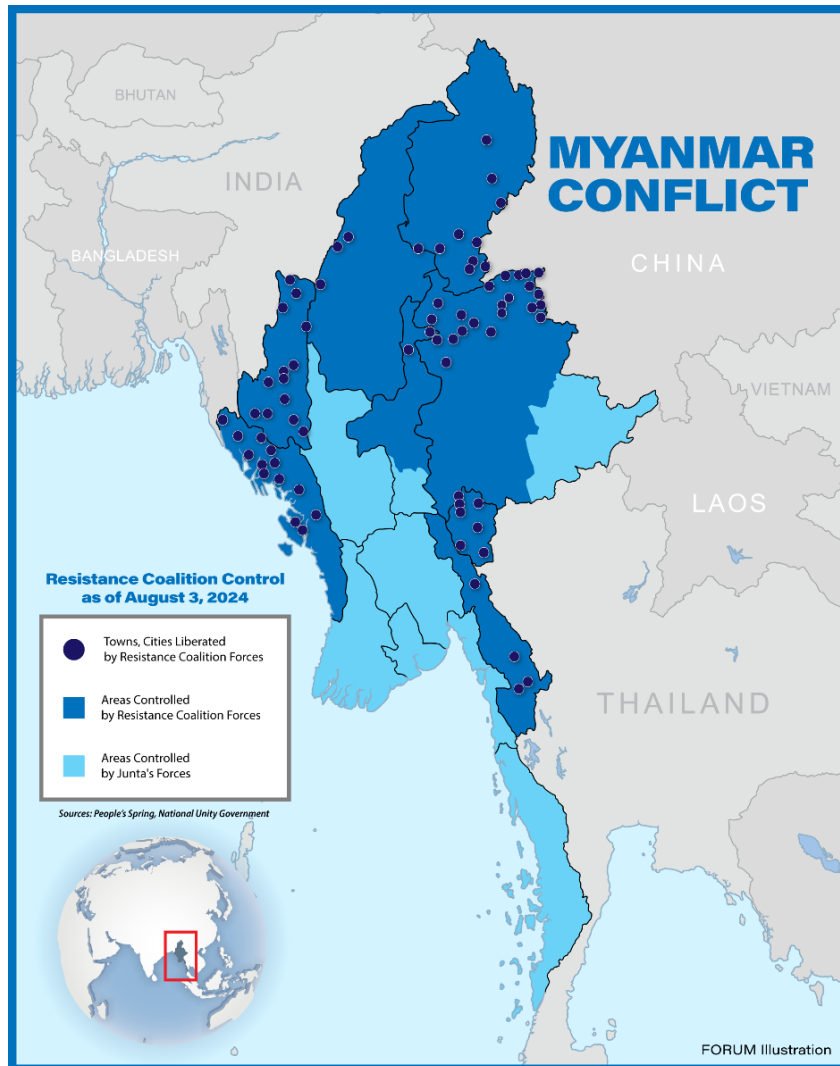 MYANMAR
CONFLICT
BHUTAN
INDIA
BANGLADESH
CHINA
VIETNAM
LAOS
THAILAND
Resistance Coalition Control
as of August 3, 2024
Towns, Cities Liberated
by Resistance Coalition Forces
Areas Controlled
by Resistance Coalition Forces
Areas Controlled
by Junta's Forces
Sources: People's Spring, National Unity Government
FORUM Illustration